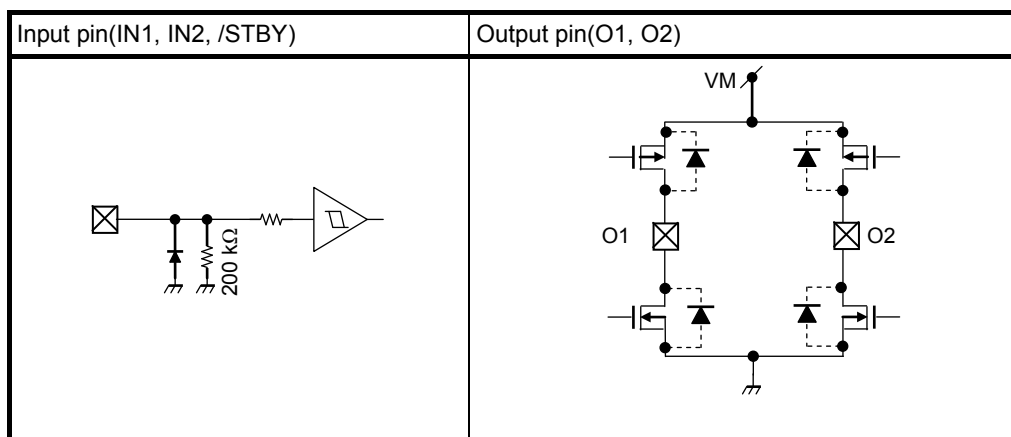 Input pin(IN1, IN2, /STBY)
Output pin(O1, O2)
VM
200 kΩ
O1
O2